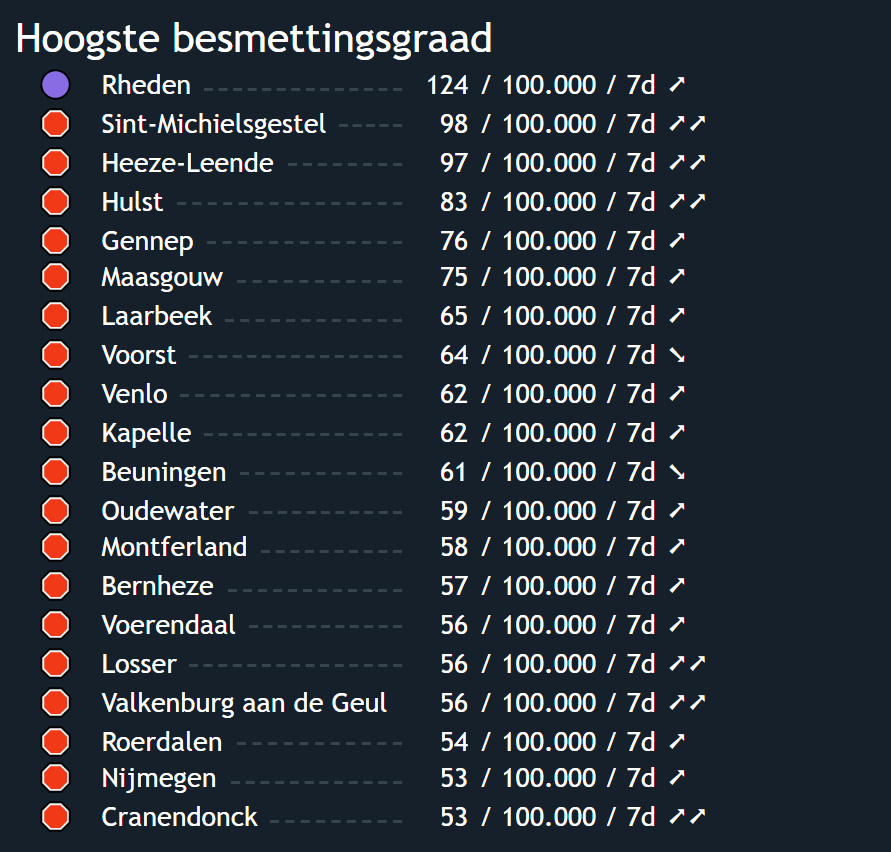 Hoogste besmettingsgraad
Rheden 124 / 100.000 / 7d ➚
Sint-Michielsgestel 98 / 100.000 / 7d ➚➚
Heeze-Leende 97 / 100.000 / 7d ➚➚
Hulst 83 / 100.000 / 7d ➚➚
Gennep 76 / 100.000 / 7d ➚
Maasgouw 75 / 100.000 / 7d ➚
Laarbeek 65 / 100.000 / 7d ➚
Voorst 64 / 100.000 / 7d ➘
Venlo 62 / 100.000 / 7d ➚
Kapelle 62 / 100.000 / 7d ➚
Beuningen 61 / 100.000 / 7d ➘
Oudewater 59 / 100.000 / 7d ➚
Montferland 58 / 100.000 / 7d ➚
Bernheze 57 / 100.000 / 7d ➚
Voerendaal 56 / 100.000 / 7d ➚
Losser 56 / 100.000 / 7d ➚➚
Valkenburg aan de Geul 56 / 100.000 / 7d ➚➚
Roerdalen 54 / 100.000 / 7d ➚
Nijmegen 53 / 100.000 / 7d ➚
Cranendonck 53 / 100.000 / 7d ➚➚